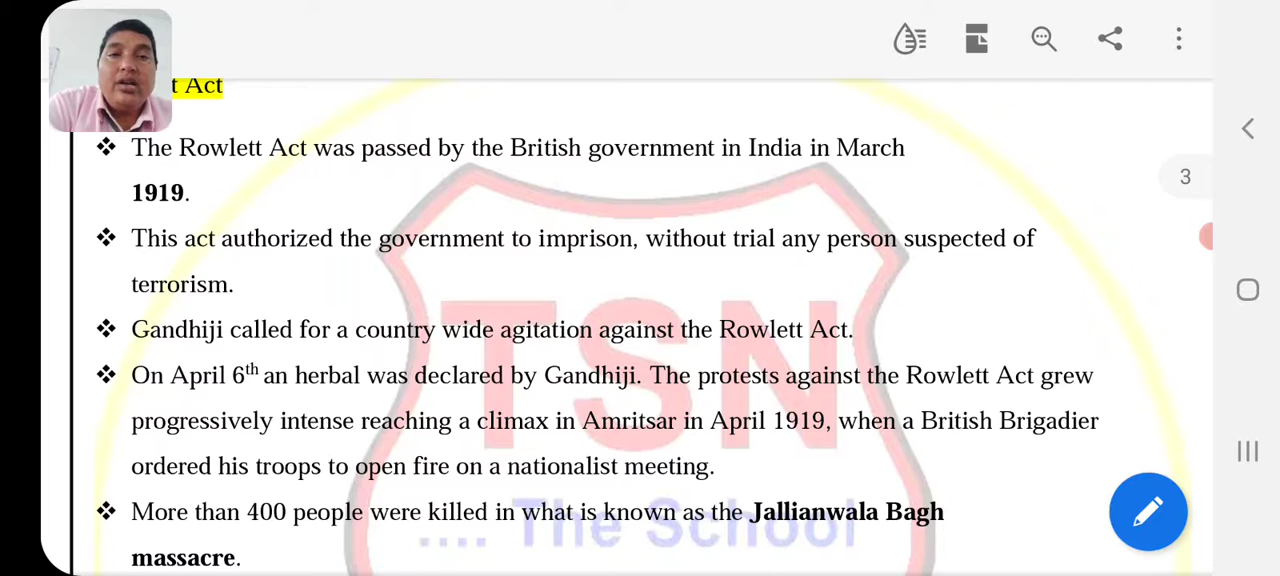 t Act
❖ The Rowlett Act was passed by the British government in India in March
1919.
3
❖ This act authorized the government to imprison, without trial any person suspected of
terrorism.
❖ Gandhiji called for a country wide agitation against the Rowlett Act.
❖ On April 6th an herbal was declared by Gandhiji. The protests against the Rowlett Act grew
progressively intense reaching a climax in Amritsar in April 1919, when a British Brigadier
ordered his troops to open fire on a nationalist meeting.
❖ More than 400 people were killed in what is known as the Jallianwala Bagh
massacre.
TSN
.... The School